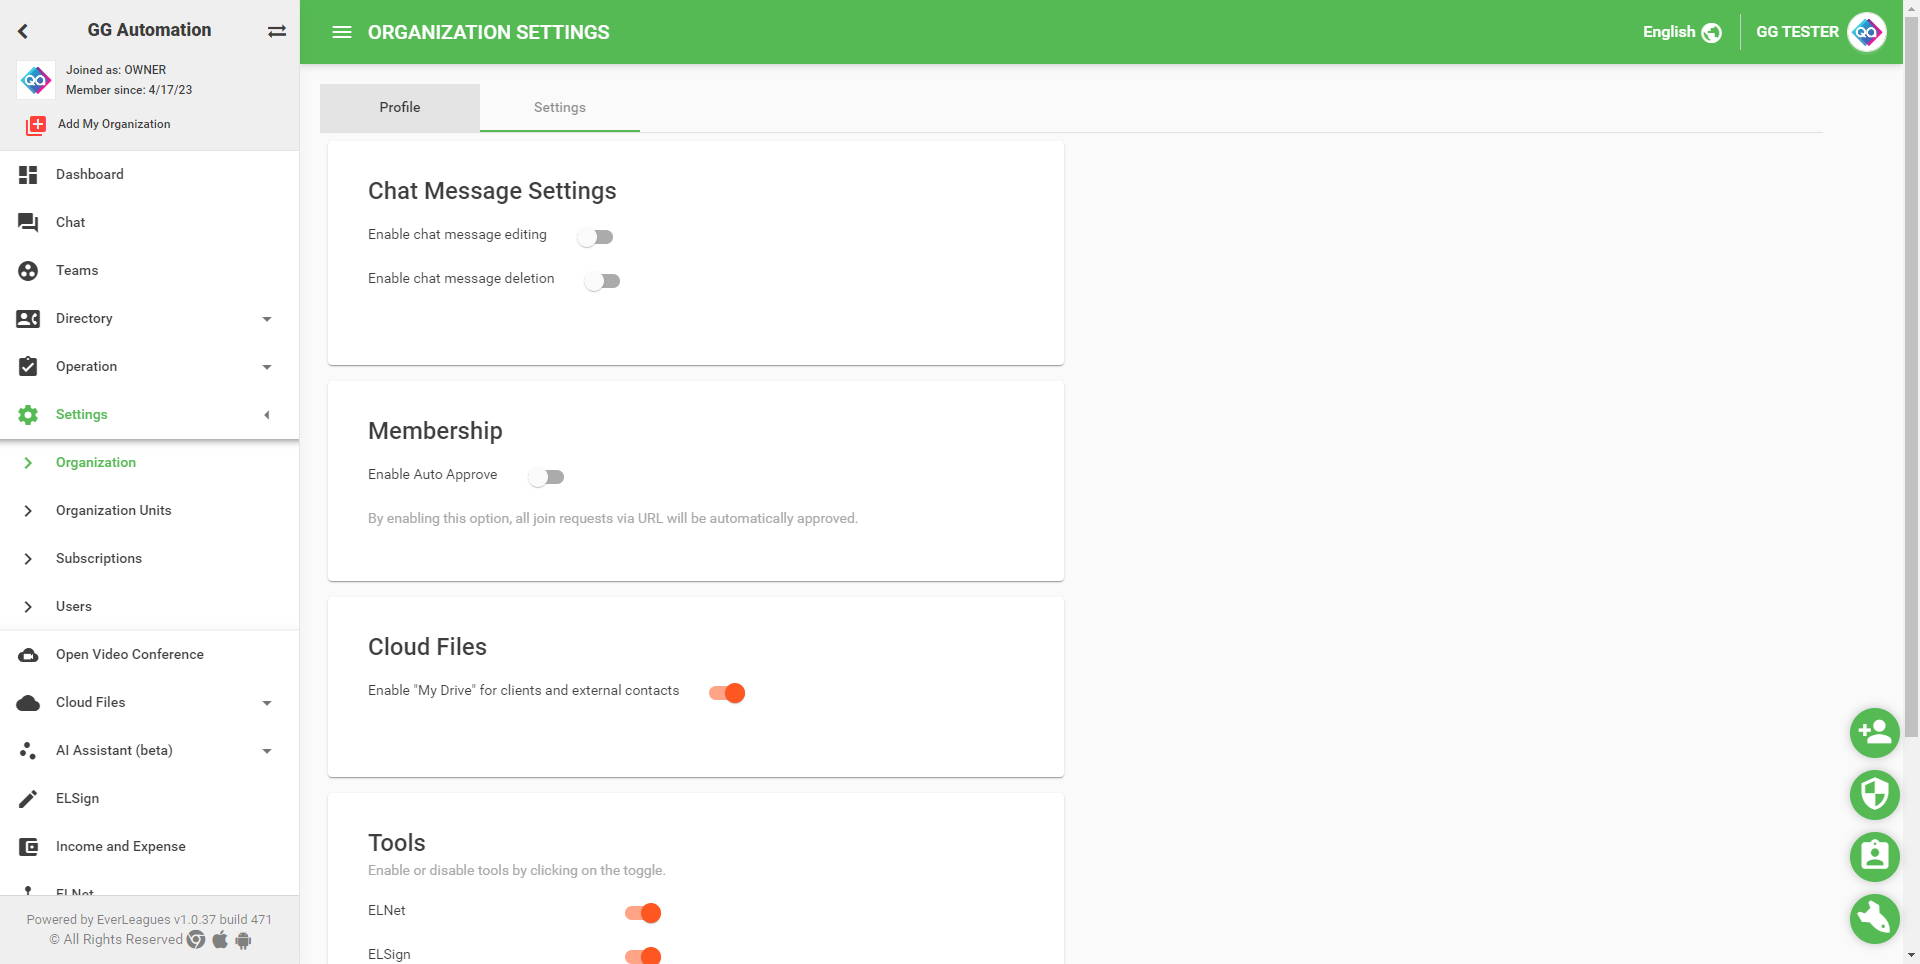 GG Automation
Joined as: OWNER
Member since: 4/17/23
Add My Organization
Dashboard
Chat
Teams
Directory
Operation
Settings
Organization
Organization Units
Subscriptions
Users
Open Video Conference
Cloud Files
AI Assistant (beta)
ELSign
Income and Expense
ELNet
Powered by EverLeagues v1.0.37 build 471
© All Rights Reserved
ORGANIZATION SETTINGS
English
GG TESTER
Profile
Settings
Chat Message Settings
Enable chat message editing
Enable chat message deletion
Membership
Enable Auto Approve
By enabling this option, all join requests via URL will be automatically approved.
Cloud Files
Enable "My Drive" for clients and external contacts
Tools
Enable or disable tools by clicking on the toggle.
ELNet
ELSign